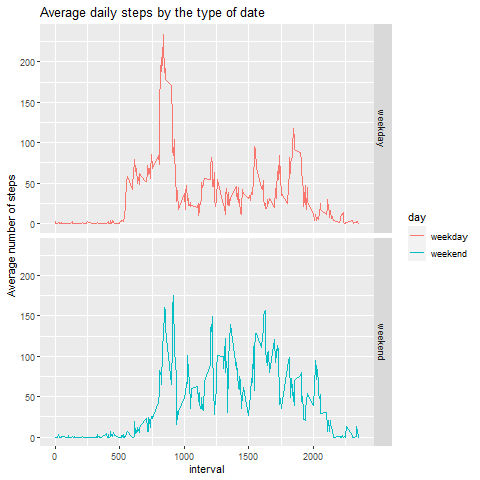 Average daily steps by the type of date
Average number of steps
200
150
100
50
0
weekday
200
150
100
50
0
weekend
0
500
1000
1500
2000
interval
day
weekday
weekend